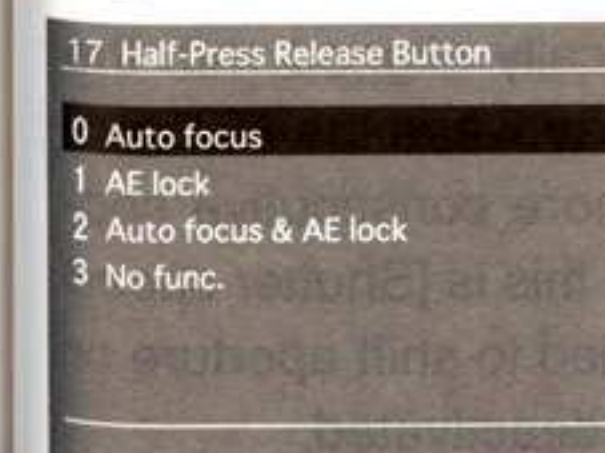 17 Half-Press Release Button
0 Auto focus
1 AE lock
2 Auto focus & AE lock
3 No func.